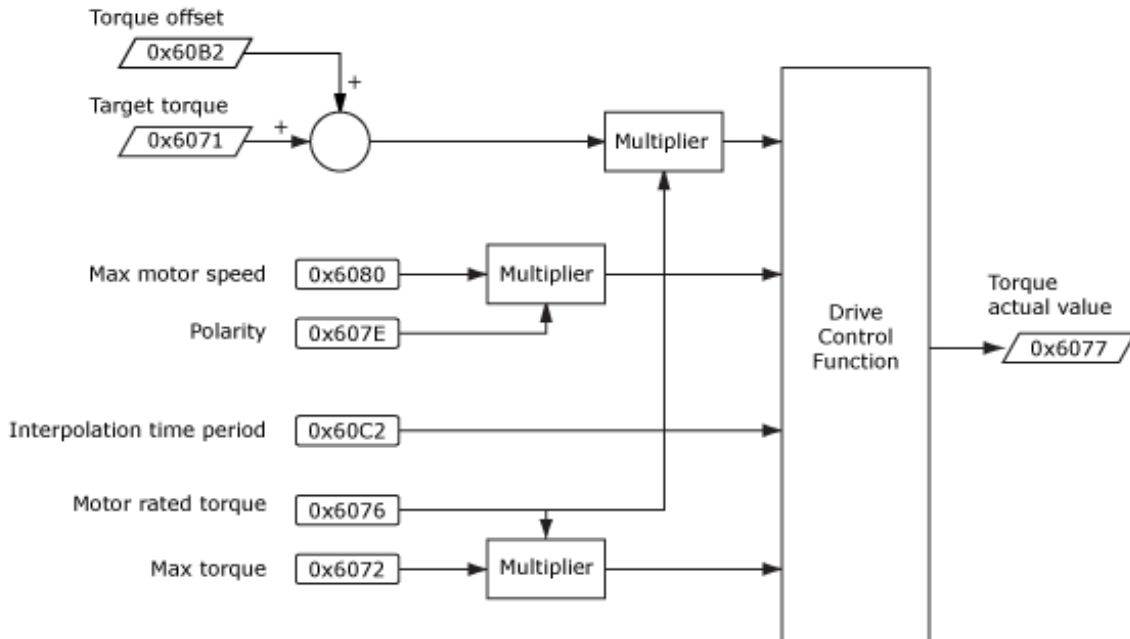 Torque offset
0x60B2
+
Target torque
+
0x6071
Multiplier
Max motor speed
0x6080
Multiplier
Polarity
0x607E
Drive
Control
Function
Torque
actual value
0x6077
Interpolation time period
0x60C2
Motor rated torque
0x6076
Max torque
0x6072
Multiplier